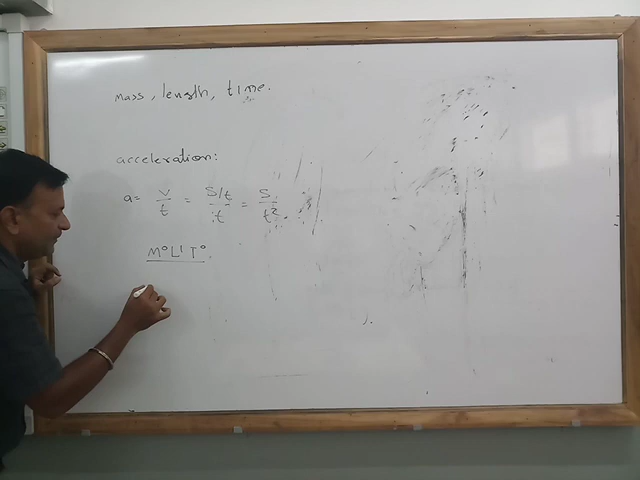 mass, length, time.
acceleration:
a = v/t = s/t/t = s/t²
M⁰L¹T⁰